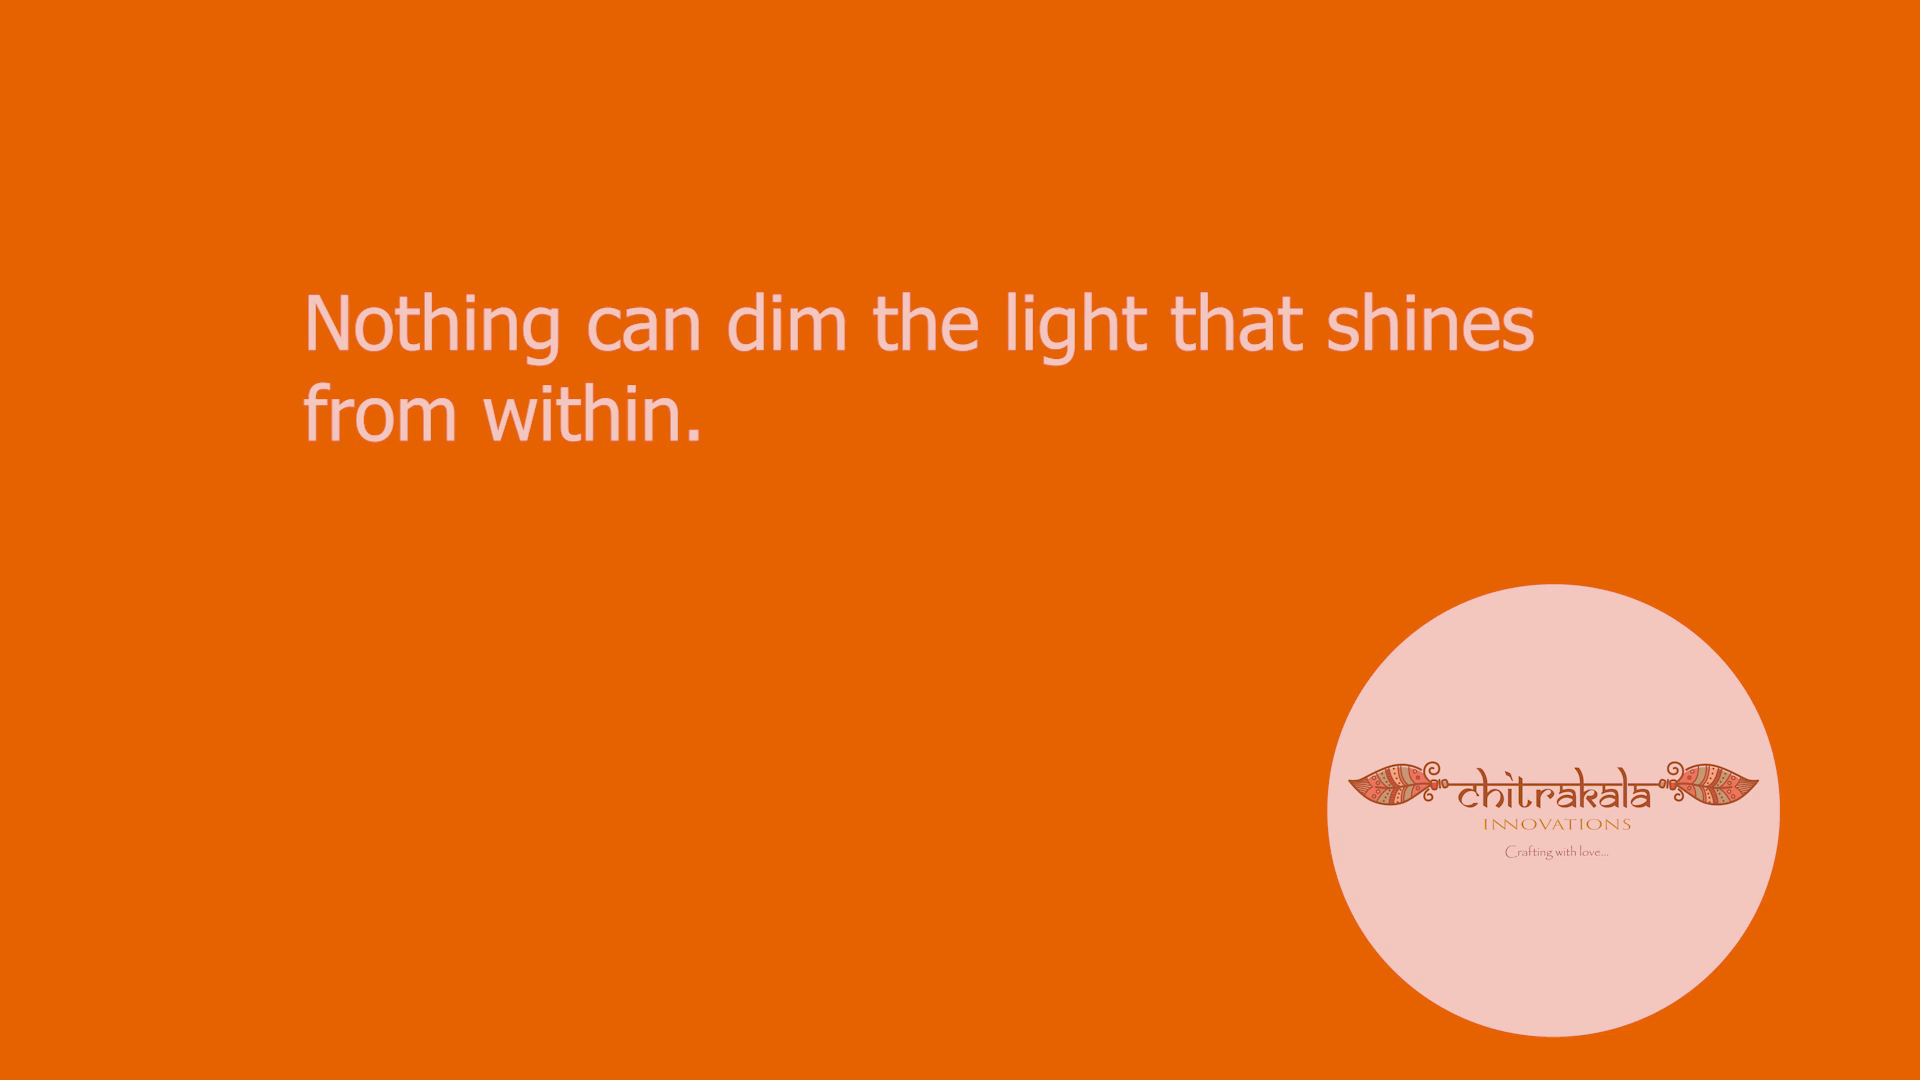 Nothing can dim the light that shines
from within.
chitrakala
INNOVATIONS
Crafting with love...